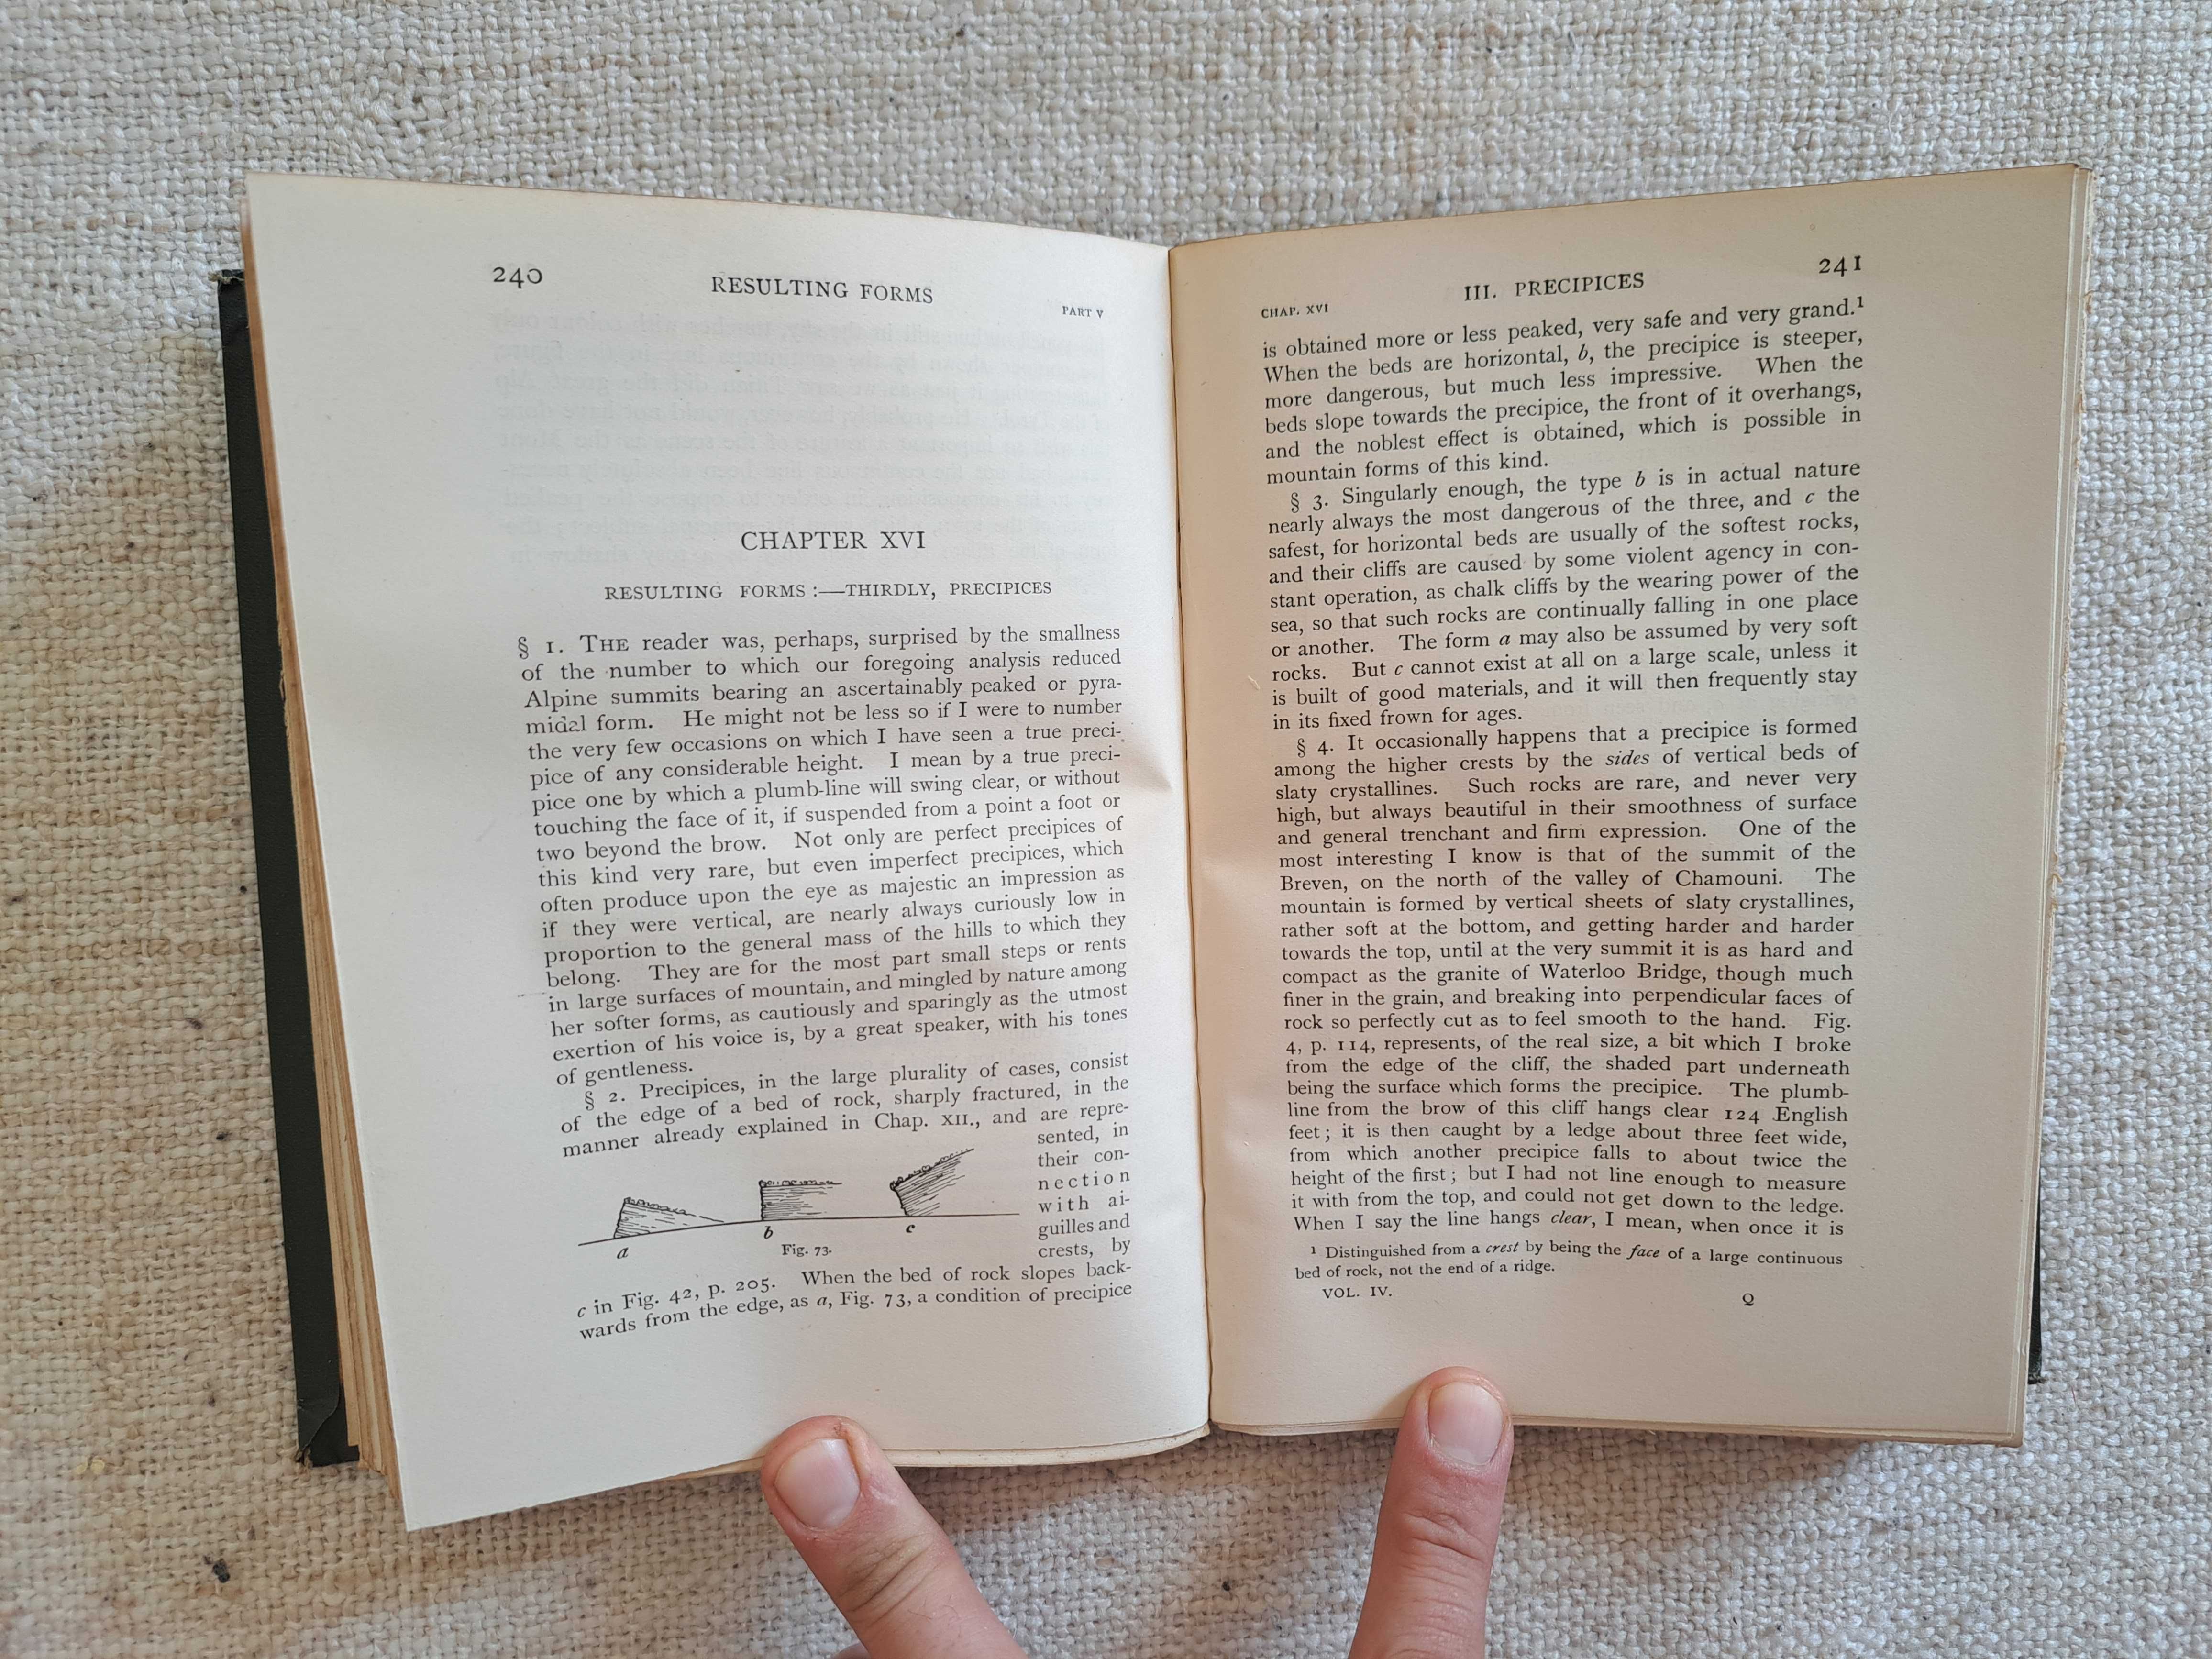 240
RESULTING FORMS
PART V
CHAPTER XVI
RESULTING FORMS :—THIRDLY, PRECIPICES
§ 1. THE reader was, perhaps, surprised by the smallness
of the number to which our foregoing analysis reduced
Alpine summits bearing an ascertainably peaked or pyra-
midal form. He might not be less so if I were to number
the very few occasions on which I have seen a true preci-
pice of any considerable height. I mean by a true preci-
pice one by which a plumb-line will swing clear, or without
touching the face of it, if suspended from a point a foot or
two beyond the brow. Not only are perfect precipices of
this kind very rare, but even imperfect precipices, which
often produce upon the eye as majestic an impression as
if they were vertical, are nearly always curiously low in
proportion to the general mass of the hills to which they
belong. They are for the most part small steps or rents
in large surfaces of mountain, and mingled by nature among
her softer forms, as cautiously and sparingly as the utmost
exertion of his voice is, by a great speaker, with his tones
of gentleness.
§ 2. Precipices, in the large plurality of cases, consist
of the edge of a bed of rock, sharply fractured, in the
manner already explained in Chap. XII., and are repre-
sented, in
their con-
nection
with ai-
guilles and
crests, by
a
b
c
Fig. 73.
c in Fig. 42, p. 205. When the bed of rock slopes back-
wards from the edge, as a, Fig. 73, a condition of precipice
CHAP. XVI
III. PRECIPICES
241
is obtained more or less peaked, very safe and very grand.¹
When the beds are horizontal, b, the precipice is steeper,
more dangerous, but much less impressive. When the
beds slope towards the precipice, the front of it overhangs,
and the noblest effect is obtained, which is possible in
mountain forms of this kind.
§ 3. Singularly enough, the type b is in actual nature
nearly always the most dangerous of the three, and c the
safest, for horizontal beds are usually of the softest rocks,
and their cliffs are caused by some violent agency in con-
stant operation, as chalk cliffs by the wearing power of the
sea, so that such rocks are continually falling in one place
or another. The form a may also be assumed by very soft
rocks. But c cannot exist at all on a large scale, unless it
is built of good materials, and it will then frequently stay
in its fixed frown for ages.
§ 4. It occasionally happens that a precipice is formed
among the higher crests by the sides of vertical beds of
slaty crystallines. Such rocks are rare, and never very
high, but always beautiful in their smoothness of surface
and general trenchant and firm expression. One of the
most interesting I know is that of the summit of the
Breven, on the north of the valley of Chamouni. The
mountain is formed by vertical sheets of slaty crystallines,
rather soft at the bottom, and getting harder and harder
towards the top, until at the very summit it is as hard and
compact as the granite of Waterloo Bridge, though much
finer in the grain, and breaking into perpendicular faces of
rock so perfectly cut as to feel smooth to the hand. Fig.
4, p. 114, represents, of the real size, a bit which I broke
from the edge of the cliff, the shaded part underneath
being the surface which forms the precipice. The plumb-
line from the brow of this cliff hangs clear 124 English
feet; it is then caught by a ledge about three feet wide,
from which another precipice falls to about twice the
height of the first; but I had not line enough to measure
it with from the top, and could not get down to the ledge.
When I say the line hangs clear, I mean, when once it is
¹ Distinguished from a crest by being the face of a large continuous
bed of rock, not the end of a ridge.
VOL. IV.
Q